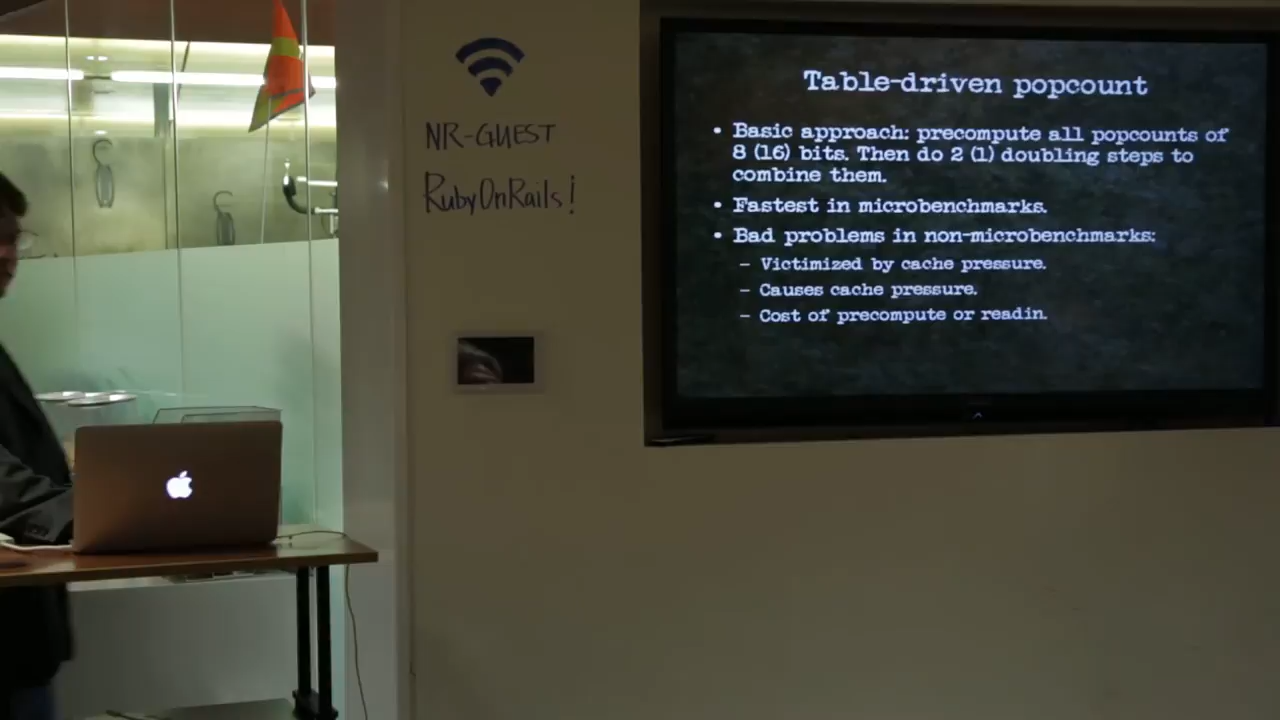 NR-GUEST
RubyOnRails!
Table-driven popcount
• Basic approach: precompute all popcounts of
8 (16) bits. Then do 2 (1) doubling steps to
combine them.
• Fastest in microbenchmarks.
• Bad problems in non-microbenchmarks:
– Victimized by cache pressure.
– Causes cache pressure.
– Cost of precompute or readin.